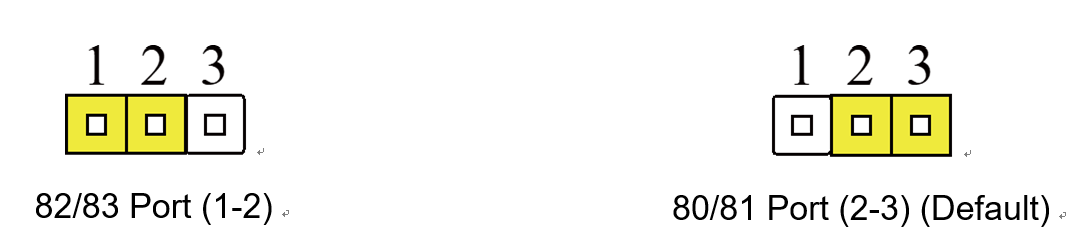 1 2 3
82/83 Port (1-2)
1 2 3
80/81 Port (2-3) (Default)